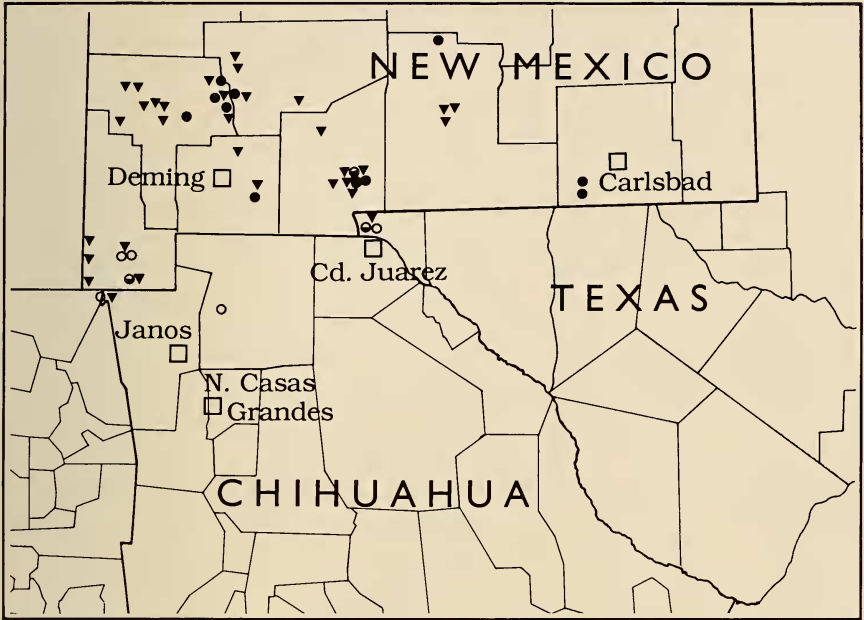 NEW MEXICO
Deming
Carlsbad
Cd. Juarez
TEXAS
Janos
N. Casas
Grandes
CHIHUAHUA